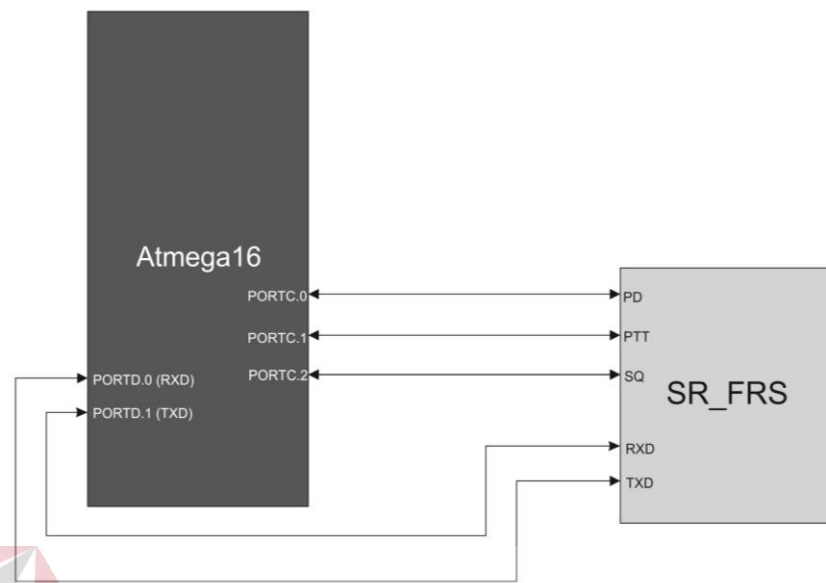 Atmega16
PORTC.0
PORTC.1
PORTC.2
PORTD.0 (RXD)
PORTD.1 (TXD)
PD
PTT
SQ
SR_FRS
RXD
TXD